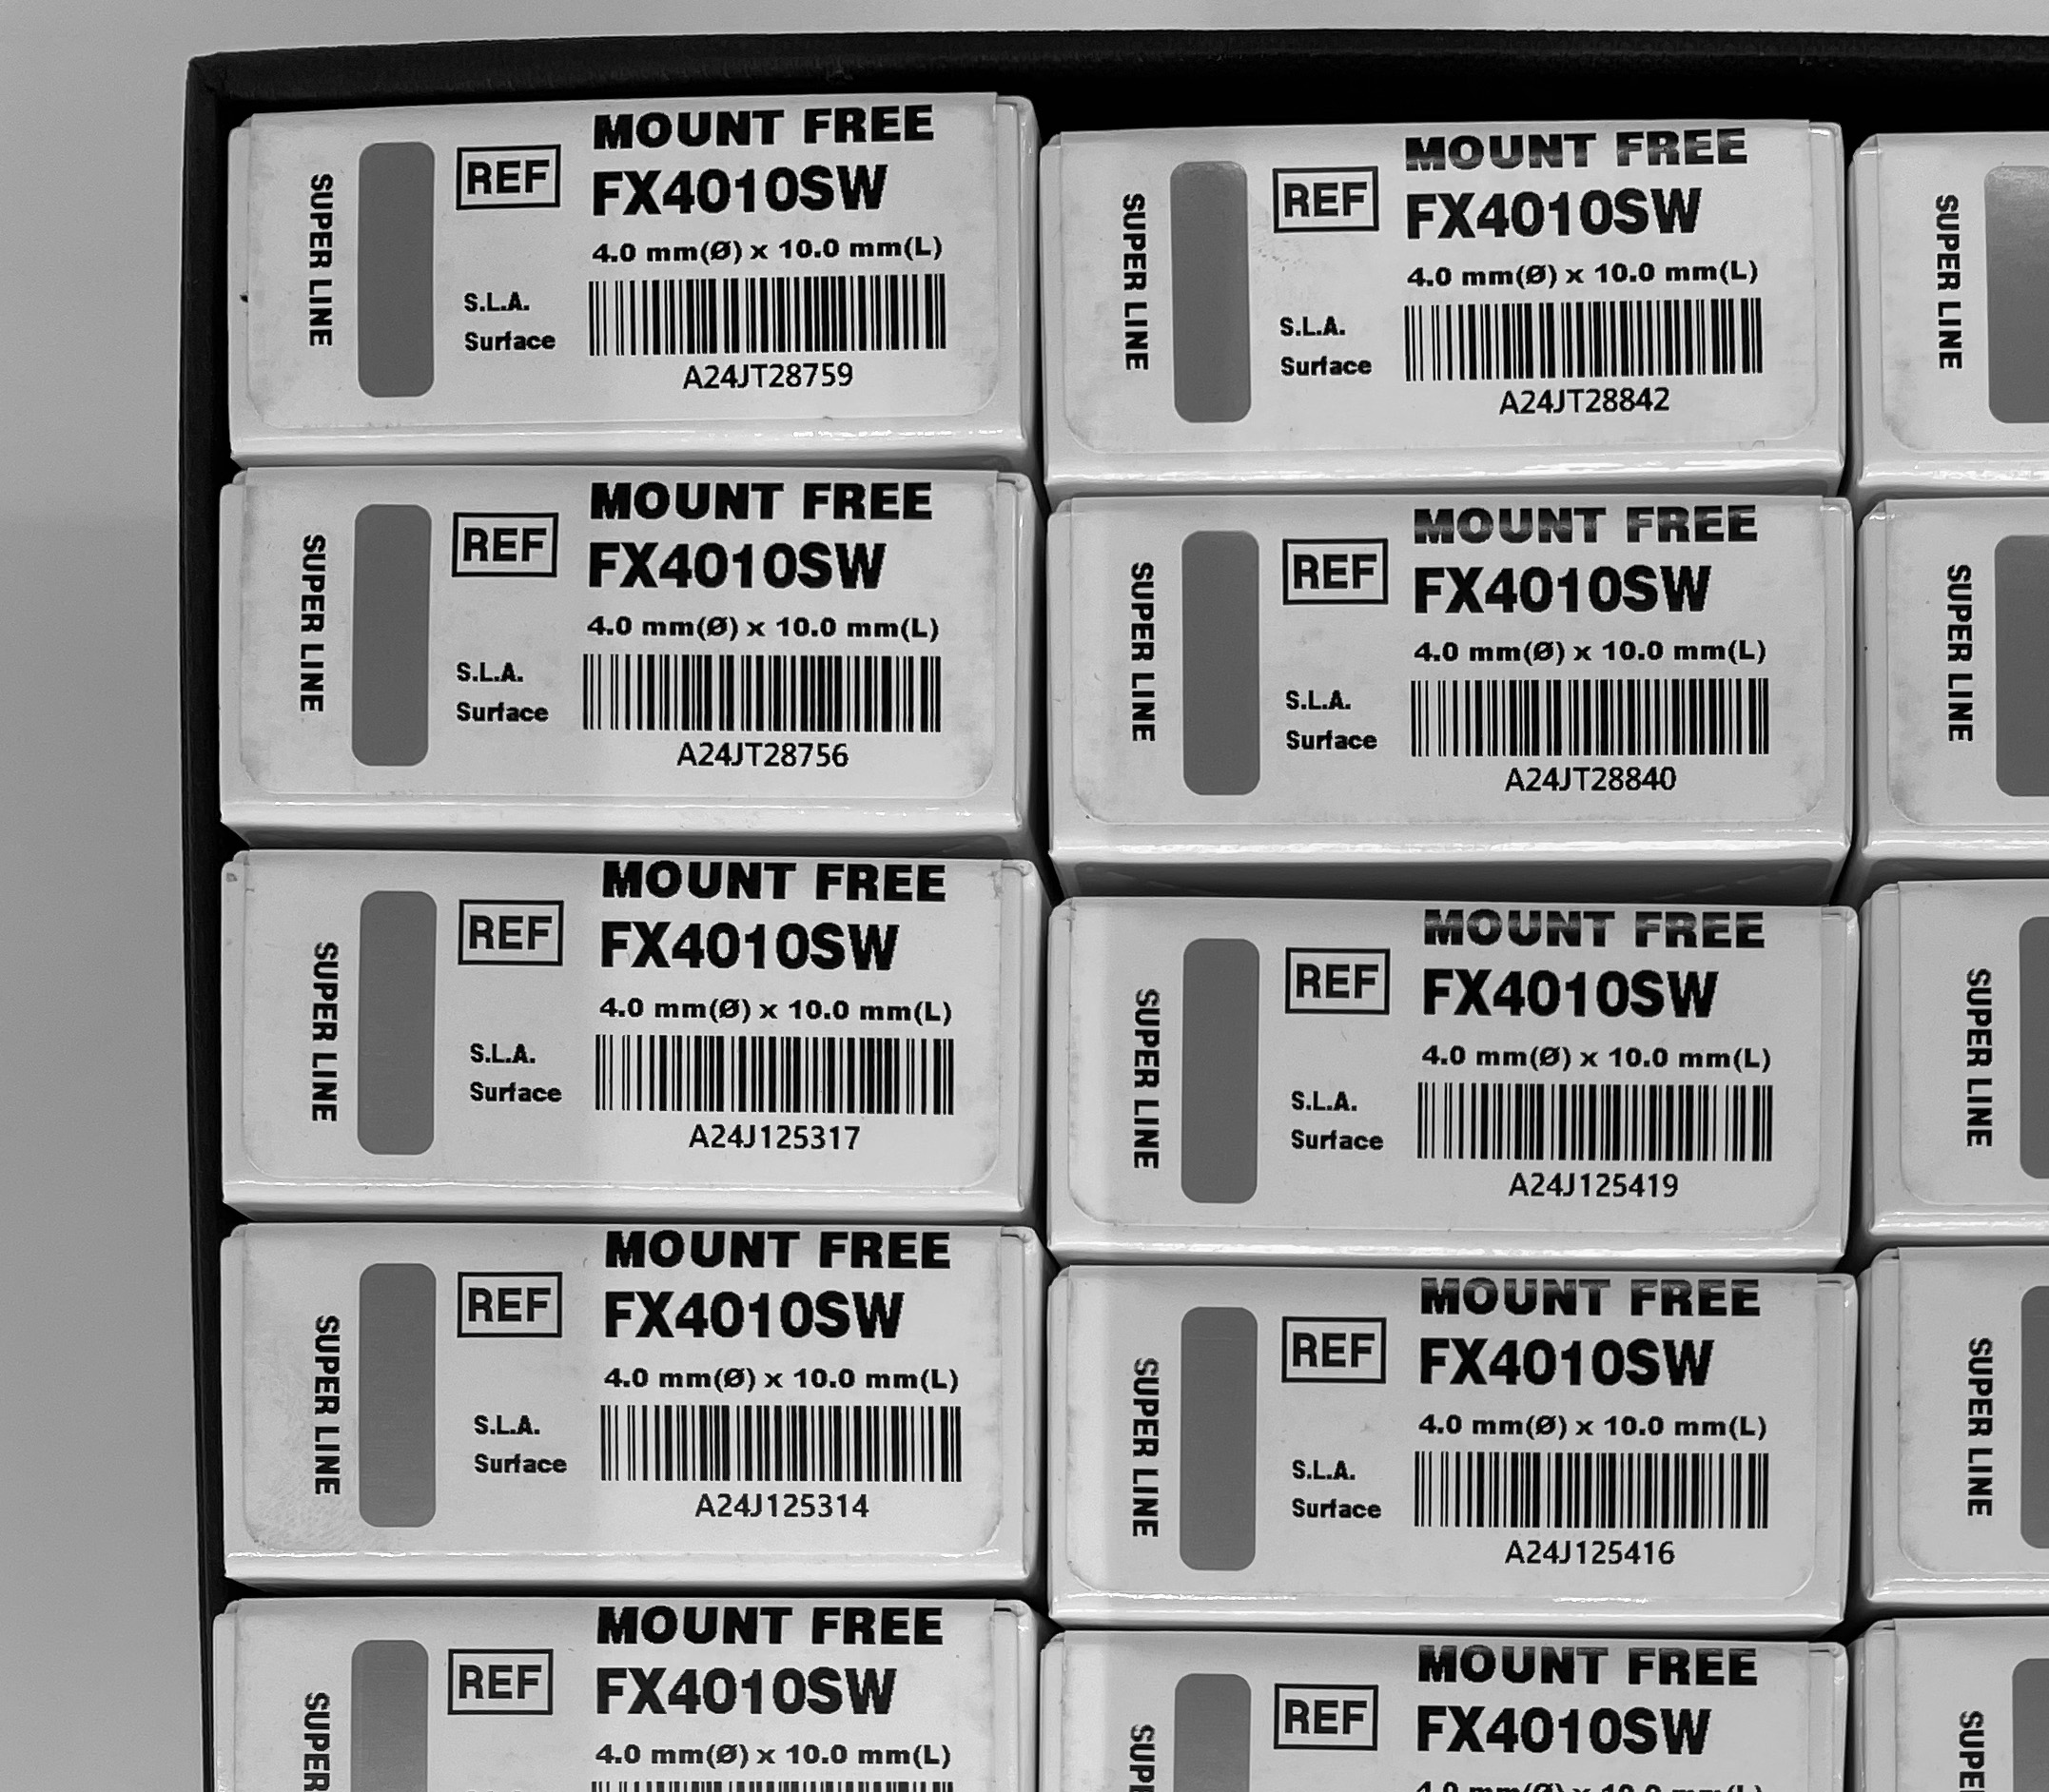 SUPER LINE
REF
MOUNT FREE
FX4010SW
4.0 mm(Ø) x 10.0 mm(L)
S.L.A.
Surface
A24JT28759
SUPER LINE
REF
MOUNT FREE
FX4010SW
4.0 mm(Ø) x 10.0 mm(L)
S.L.A.
Surface
A24JT28842
SUPER LINE
SUPER LINE
REF
MOUNT FREE
FX4010SW
4.0 mm(Ø) x 10.0 mm(L)
S.L.A.
Surface
A24JT28756
SUPER LINE
REF
MOUNT FREE
FX4010SW
4.0 mm(Ø) x 10.0 mm(L)
S.L.A.
Surface
A24JT28840
SUPER LINE
SUPER LINE
REF
MOUNT FREE
FX4010SW
4.0 mm(Ø) x 10.0 mm(L)
S.L.A.
Surface
A24J125317
SUPER LINE
REF
MOUNT FREE
FX4010SW
4.0 mm(Ø) x 10.0 mm(L)
S.L.A.
Surface
A24J125419
SUPER LINE
SUPER LINE
REF
MOUNT FREE
FX4010SW
4.0 mm(Ø) x 10.0 mm(L)
S.L.A.
Surface
A24J125314
SUPER LINE
REF
MOUNT FREE
FX4010SW
4.0 mm(Ø) x 10.0 mm(L)
S.L.A.
Surface
A24J125416
SUPER LINE
SUPER
REF
MOUNT FREE
FX4010SW
4.0 mm(Ø) x 10.0 mm(L)
REF
MOUNT FREE
FX4010SW